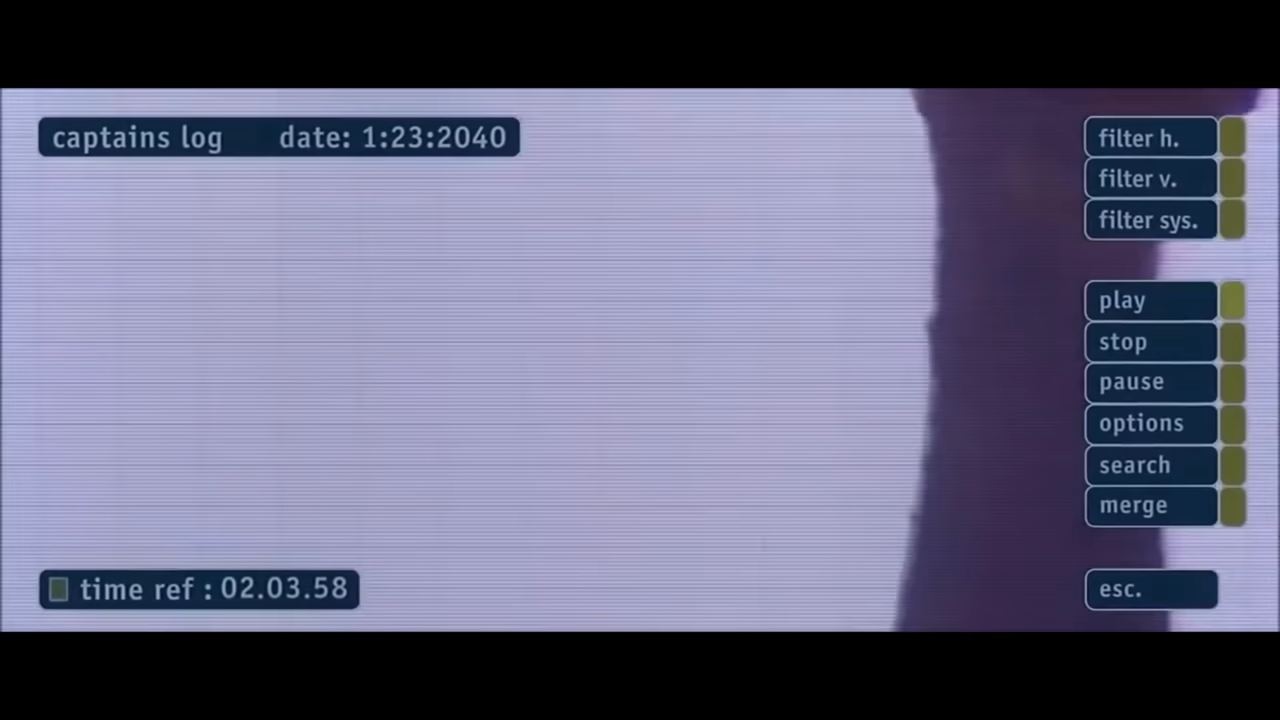 captains log date: 1:23:2040
filter h.
filter v.
filter sys.
play
stop
pause
options
search
merge
time ref : 02.03.58
esc.